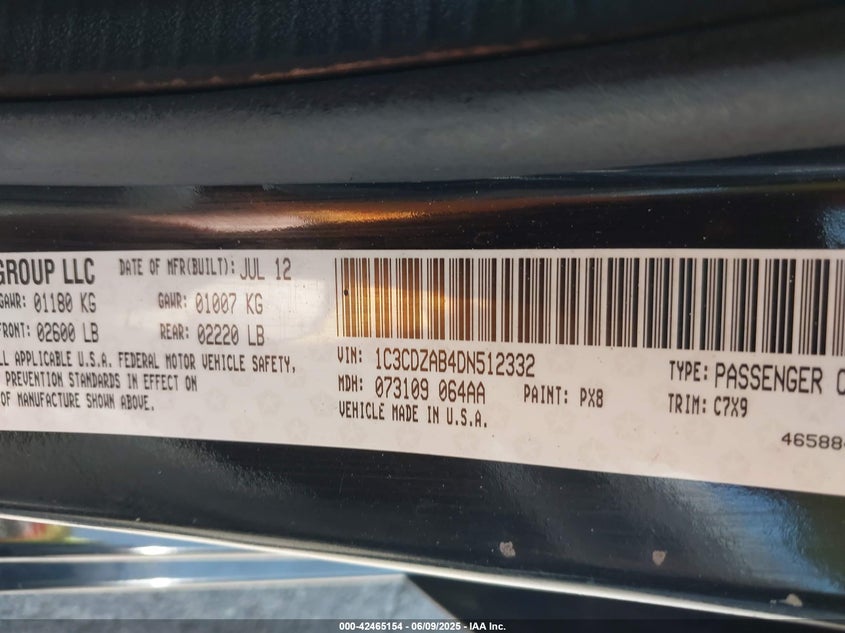 GROUP LLC
DATE OF MFR(BUILT): JUL 12
GAWR: 01180 KG GAWR: 01007 KG
FRONT: 02600 LB REAR: 02220 LB
APPLICABLE U.S.A. FEDERAL MOTOR VEHICLE SAFETY,
PREVENTION STANDARDS IN EFFECT ON
OF MANUFACTURE SHOWN ABOVE.
VIN: 1C3CDZAB4DN512332
MDH: 073109 064AA PAINT: PX8
VEHICLE MADE IN U.S.A.
TYPE: PASSENGER
TRIM: C7X9
46588
000-42465154 - 06/09/2025 - IAA Inc.